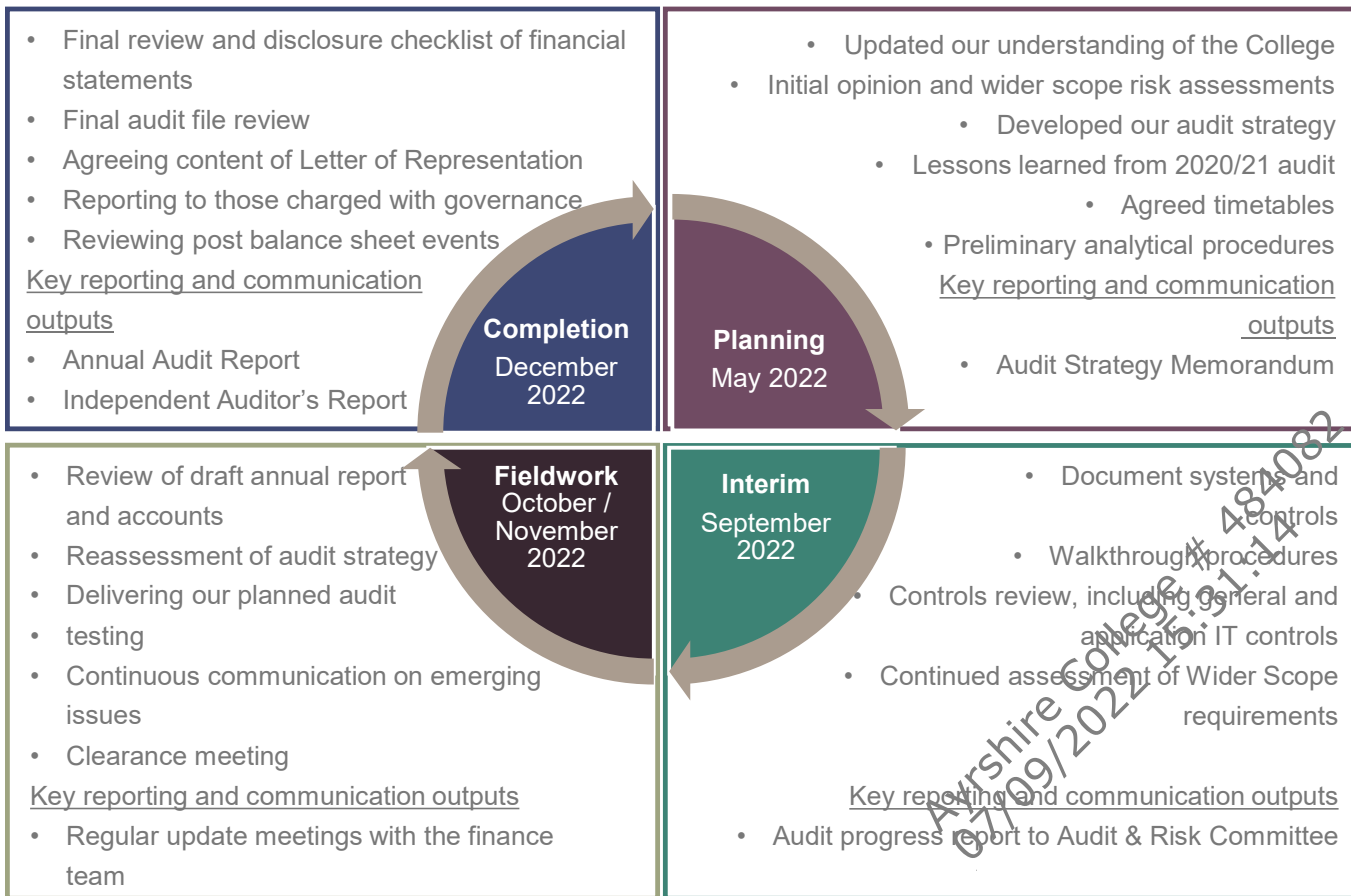 • Final review and disclosure checklist of financial
statements
• Final audit file review
• Agreeing content of Letter of Representation
• Reporting to those charged with governance
• Reviewing post balance sheet events
Key reporting and communication
outputs
• Annual Audit Report
• Independent Auditor's Report
Completion
December
2022
• Updated our understanding of the College
• Initial opinion and wider scope risk assessments
• Developed our audit strategy
• Lessons learned from 2020/21 audit
• Agreed timetables
• Preliminary analytical procedures
Key reporting and communication
outputs
• Audit Strategy Memorandum
Planning
May 2022
• Review of draft annual report
and accounts
• Reassessment of audit strategy
• Delivering our planned audit
• testing
• Continuous communication on emerging
issues
• Clearance meeting
Key reporting and communication outputs
• Regular update meetings with the finance
team
Fieldwork
October /
November
2022
Interim
September
2022
• Document systems and
controls
• Walkthrough procedures
• Controls review, including general and
application IT controls
• Continued assessment of Wider Scope
requirements
Key reporting and communication outputs
• Audit progress report to Audit & Risk Committee
Ayrshire College # 484082
07/09/2022 15:31:14